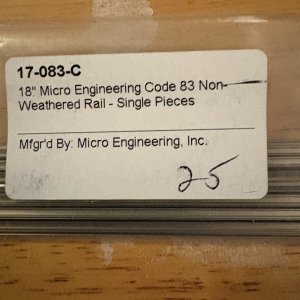 17-083-C
18" Micro Engineering Code 83 Non-
Weathered Rail - Single Pieces
Mfgr'd By: Micro Engineering, Inc.
25